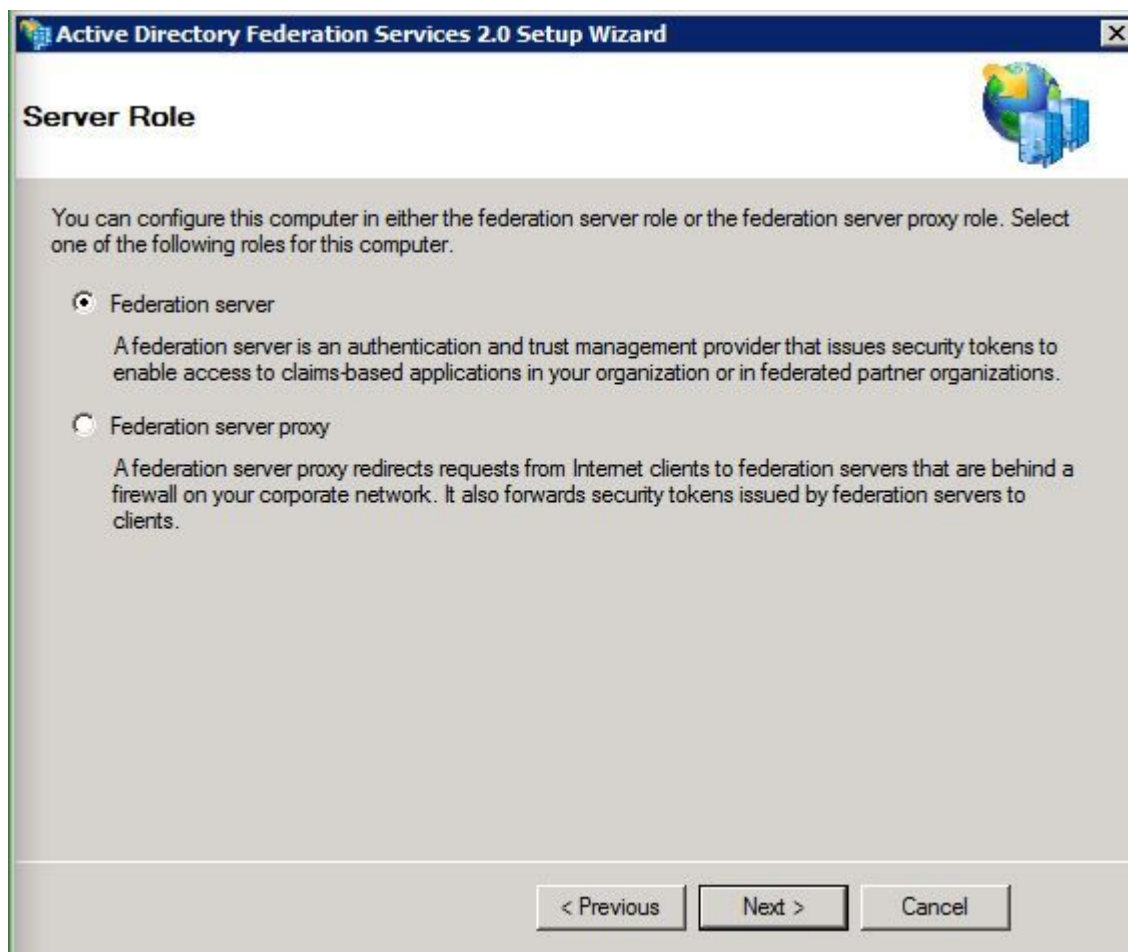 Active Directory Federation Services 2.0 Setup Wizard
Server Role
You can configure this computer in either the federation server role or the federation server proxy role. Select
one of the following roles for this computer.
Federation server
A federation server is an authentication and trust management provider that issues security tokens to
enable access to claims-based applications in your organization or in federated partner organizations.
Federation server proxy
A federation server proxy redirects requests from Internet clients to federation servers that are behind a
firewall on your corporate network. It also forwards security tokens issued by federation servers to
clients.
< Previous
Next >
Cancel